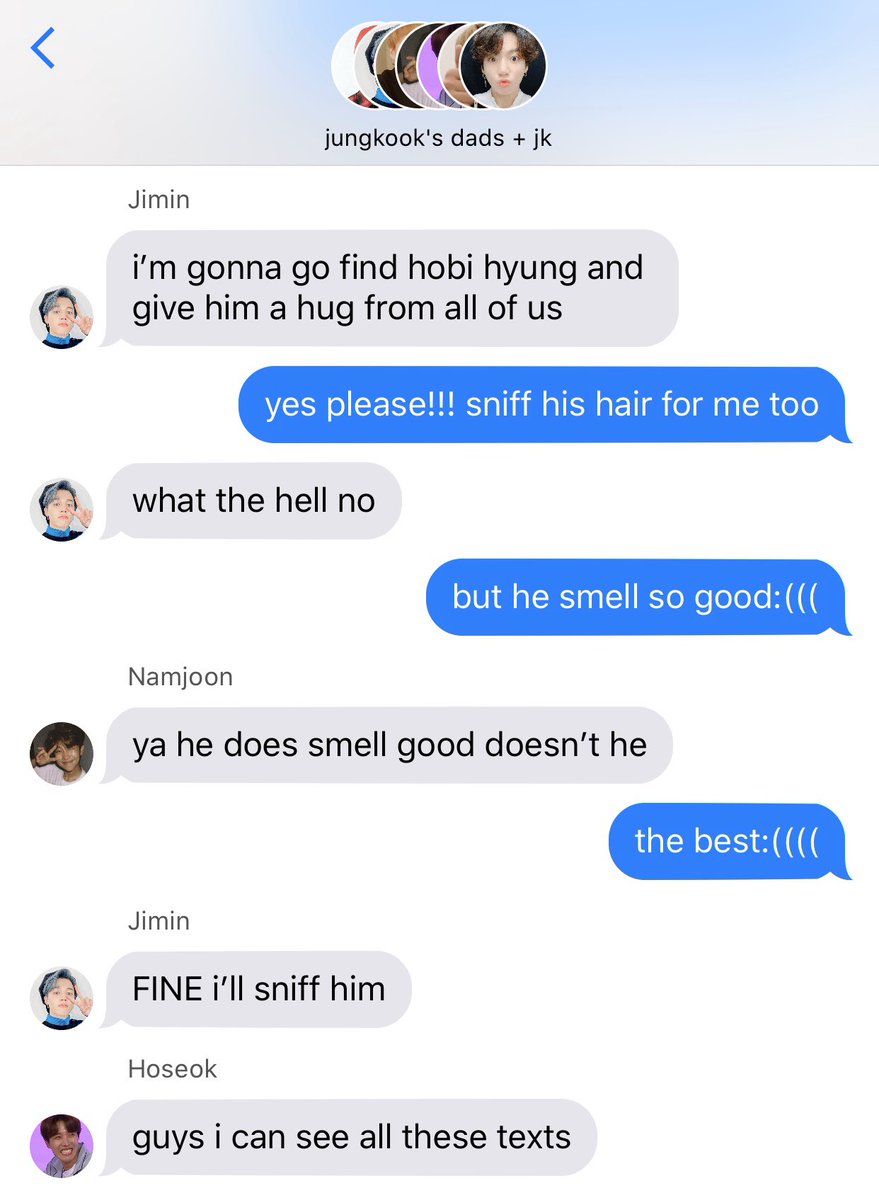 jungkook's dads + jk
Jimin
i’m gonna go find hobi hyung and
give him a hug from all of us
yes please!!! sniff his hair for me too
what the hell no
but he smell so good:(((
Namjoon
ya he does smell good doesn’t he
the best:((((
Jimin
FINE i’ll sniff him
Hoseok
guys i can see all these texts